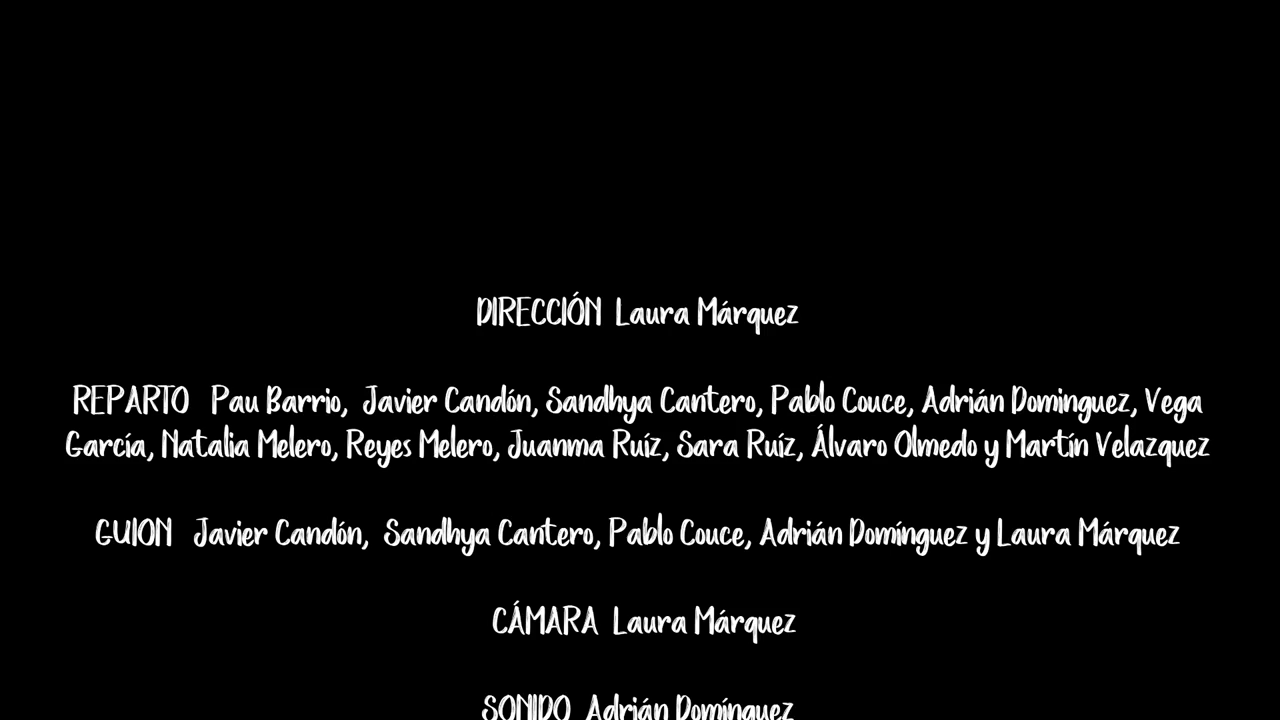 DIRECCIÓN Laura Márquez
REPARTO Pau Barrio, Javier Candón, Sandhya Cantero, Pablo Couce, Adrián Dominguez, Vega
García, Natalia Melero, Reyes Melero, Juanma Ruíz, Sara Ruíz, Álvaro Olmedo y Martín Velazquez
GUION Javier Candón, Sandhya Cantero, Pablo Couce, Adrián Domínguez y Laura Márquez
CÁMARA Laura Márquez
SONIDO Adrián Domínguez